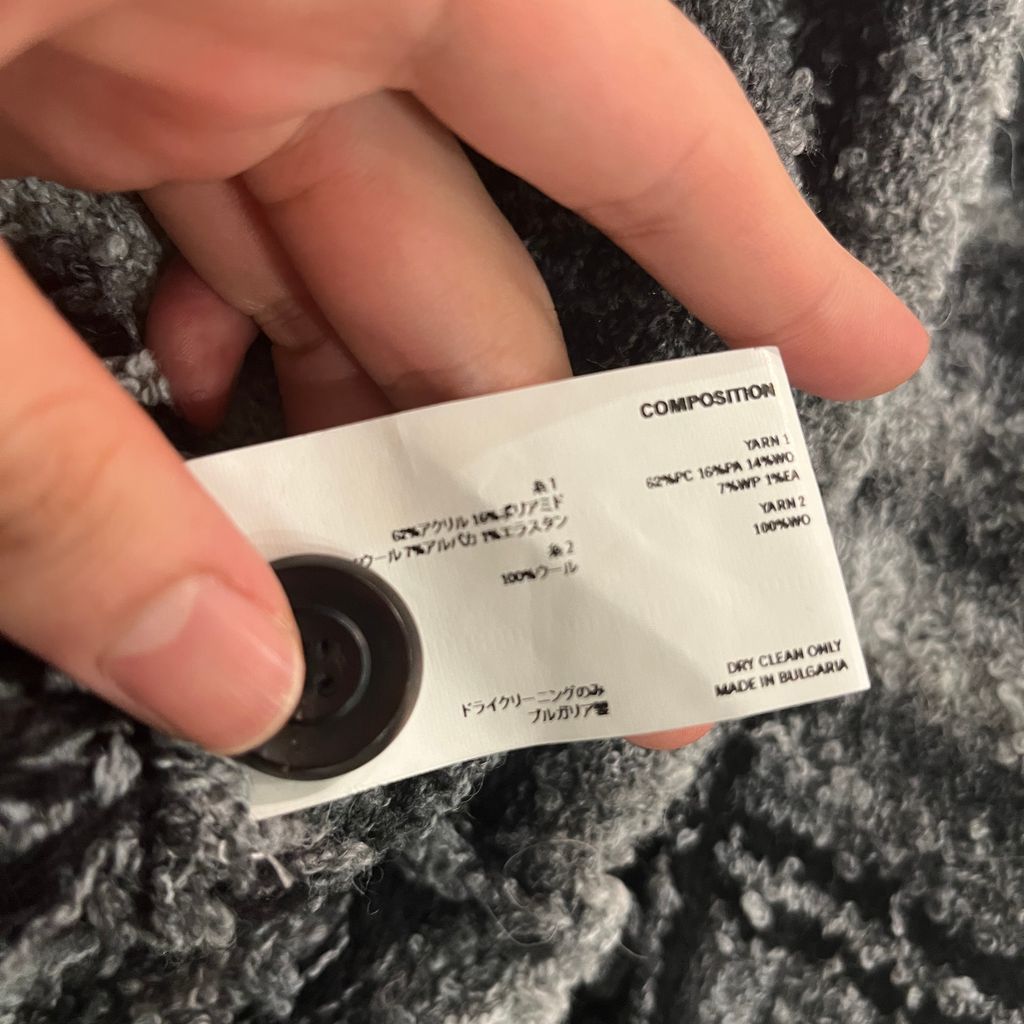 COMPOSITION
YARN 1
62%PC 16%PA 14%WO
7%WP 1%EA
YARN 2
100%WO
DRY CLEAN ONLY
MADE IN BULGARIA
糸1
62%アクリル 16%ポリアミド
ウール 7%アルパカ 1%エラスタン
糸2
100%ウール
ドライクリーニングのみ
ブルガリア製